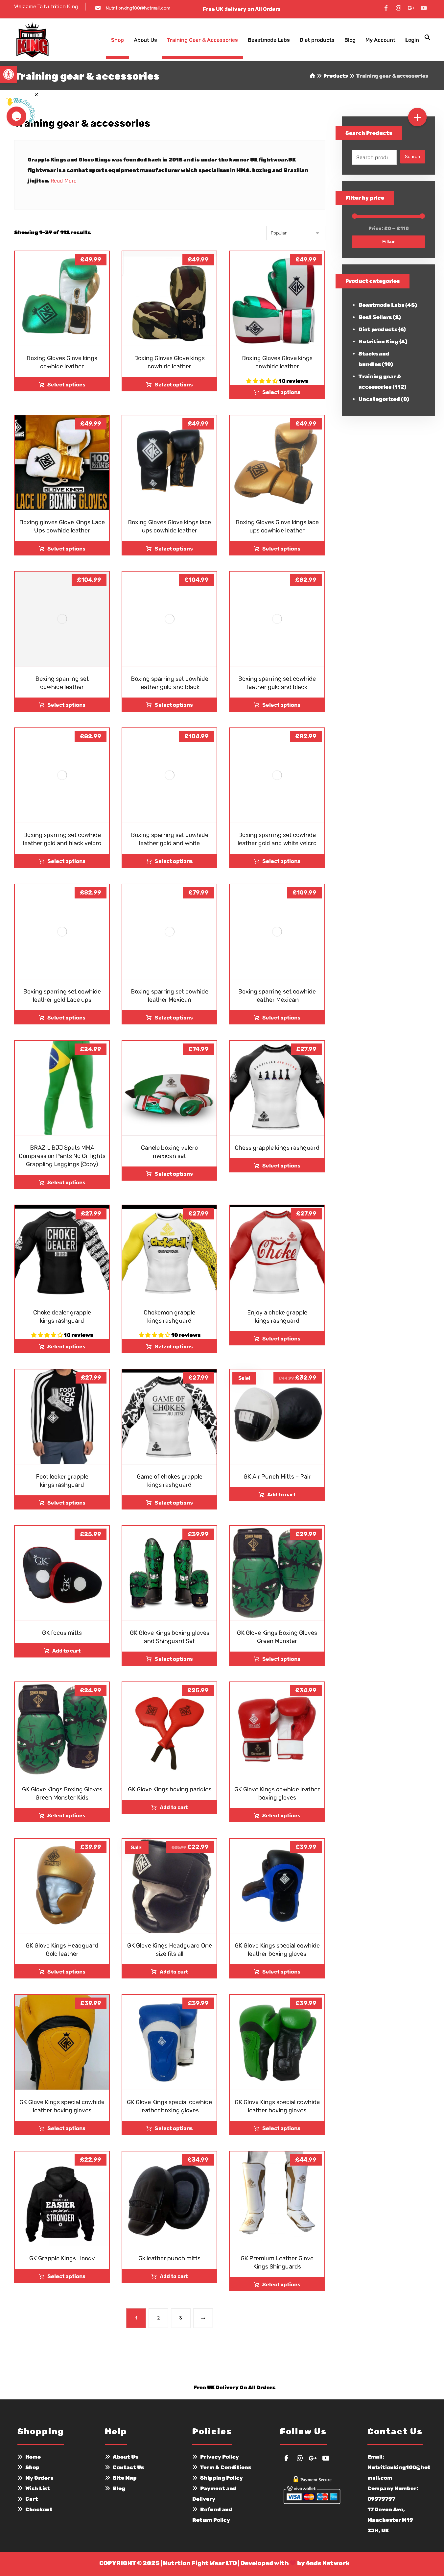 Welcome To Nutrition King
Nutritionking100@hotmail.com
Free UK delivery on All Orders
Shop
About Us
Training Gear & Accessories
Beastmode Labs
Diet products
Blog
My Account
Login
Training gear & accessories
Products
Training gear & accessories
Training gear & accessories
Grapple Kings and Glove Kings was founded back in 2015 and is under the banner GK fightwear.GK
fightwear is a combat sports equipment manufacturer which specialises in MMA, boxing and Brazilian
jiujitsu. Read More
Showing 1–39 of 112 results
Popular
£49.99
Boxing Gloves Glove kings
cowhide leather
Select options
£49.99
Boxing Gloves Glove kings
cowhide leather
Select options
£49.99
Boxing Gloves Glove kings
cowhide leather
10 reviews
Select options
£49.99
GLOVE KINGS
LACE UP BOXING GLOVES
Boxing gloves Glove Kings Lace
Ups cowhide leather
Select options
£49.99
Boxing Gloves Glove kings lace
ups cowhide leather
Select options
£49.99
Boxing Gloves Glove kings lace
ups cowhide leather
Select options
£104.99
Boxing sparring set
cowhide leather
Select options
£104.99
Boxing sparring set cowhide
leather gold and black
Select options
£82.99
Boxing sparring set cowhide
leather gold and black
Select options
£82.99
Boxing sparring set cowhide
leather gold and black velcro
Select options
£104.99
Boxing sparring set cowhide
leather gold and white
Select options
£82.99
Boxing sparring set cowhide
leather gold and white velcro
Select options
£82.99
Boxing sparring set cowhide
leather gold Lace ups
Select options
£79.99
Boxing sparring set cowhide
leather Mexican
Select options
£109.99
Boxing sparring set cowhide
leather Mexican
Select options
£24.99
BRAZIL BJJ Spats MMA
Compression Pants No Gi Tights
Grappling Leggings (Copy)
Select options
£74.99
Canelo boxing velcro
mexican set
Select options
£27.99
Chess grapple kings rashguard
Select options
£27.99
CHOKE
DEALER
Choke dealer grapple
kings rashguard
10 reviews
Select options
£27.99
Chokemon grapple
kings rashguard
10 reviews
Select options
£27.99
Choke
Enjoy a choke grapple
kings rashguard
Select options
£27.99
FOOT
LOCKER
Foot locker grapple
kings rashguard
Select options
£27.99
GAME OF
CHOKES
Game of chokes grapple
kings rashguard
Select options
Sale!
£44.99 £32.99
GK Air Punch Mitts – Pair
Add to cart
£25.99
GK focus mitts
Add to cart
£39.99
GK Glove Kings boxing gloves
and Shinguard Set
Select options
£29.99
GK Glove Kings Boxing Gloves
Green Monster
Select options
£24.99
GK Glove Kings Boxing Gloves
Green Monster Kids
Select options
£25.99
GK Glove Kings boxing paddles
Add to cart
£34.99
GK Glove Kings cowhide leather
boxing gloves
Select options
£39.99
GK Glove Kings Headguard
Gold leather
Select options
Sale!
£22.99
GK Glove Kings Headguard One
size fits all
Add to cart
£39.99
GK Glove Kings special cowhide
leather boxing gloves
Select options
£39.99
GK Glove Kings special cowhide
leather boxing gloves
Select options
£39.99
GK Glove Kings special cowhide
leather boxing gloves
Select options
£39.99
GK Glove Kings special cowhide
leather boxing gloves
Select options
£22.99
EASIER
STRONGER
GK Grapple Kings Hoody
Select options
£34.99
Gk leather punch mitts
Add to cart
£44.99
GK Premium Leather Glove
Kings Shinguards
Select options
1
2
3
→
Search Products
Search prod
Search
Filter by price
Price: £0 — £110
Filter
Product categories
Beastmode Labs (45)
Best Sellers (2)
Diet products (6)
Nutrition King (4)
Stacks and
bundles (10)
Training gear &
accessories (112)
Uncategorized (0)
Free UK Delivery On All Orders
Shopping
Home
Shop
My Orders
Wish List
Cart
Checkout
Help
About Us
Contact Us
Site Map
Blog
Policies
Privacy Policy
Term & Conditions
Shipping Policy
Payment and
Delivery
Refund and
Return Policy
Follow Us
Payment Secure
viva wallet
VISA
Contact Us
Email:
Nutritionking100@hot
mail.com
Company Number:
09979797
17 Devon Ave,
Manchester M19
2JH, UK
COPYRIGHT © 2025 | Nutrtion Fight Wear LTD | Developed with by 4nds Network